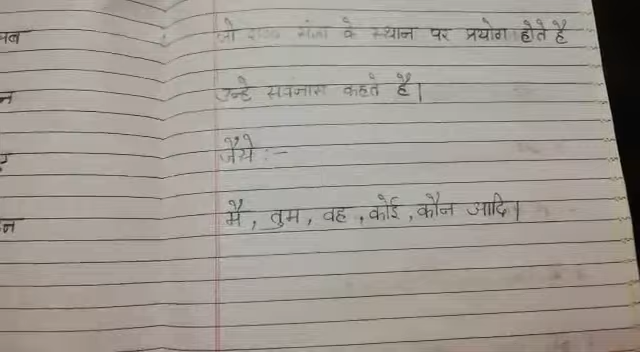 जो शब्द संज्ञा के स्थान पर प्रयोग होते है
उन्हे सर्वनाम कहते है।
जैसे :-
मै, तुम, वह, कोई, कौन आदि।